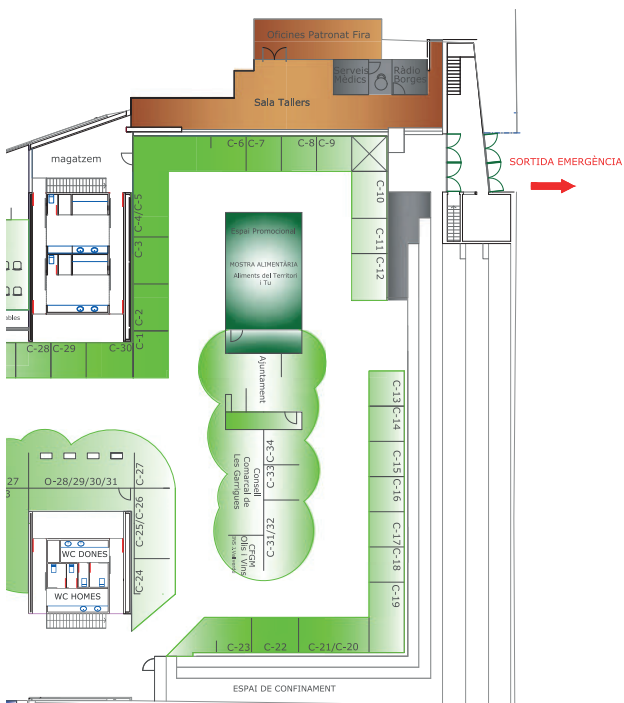 Oficines Patronat Fira
Serveis
Mèdics
Ràdio
Borges
Sala Tallers
SORTIDA EMERGÈNCIA
magatzem
C-6
C-7
C-8
C-9
C-10
C-11
C-12
C-4/C-5
C-3
C-2
C-1
C-28
C-29
C-30
Espai Promocional
MOSTRA ALIMENTÀRIA
Aliments del Territori
i Tu
Ajuntament
C-13
C-14
C-15
C-16
C-17
C-18
C-19
C-34
C-33
Consell
Comarcal de
Les Garrigues
C-31/32
CFGM
Olis i Vins
27
3
O-28/29/30/31
C-27
C-25/C-26
C-24
WC DONES
WC HOMES
C-23
C-22
C-21/C-20
ESPAI DE CONFINAMENT